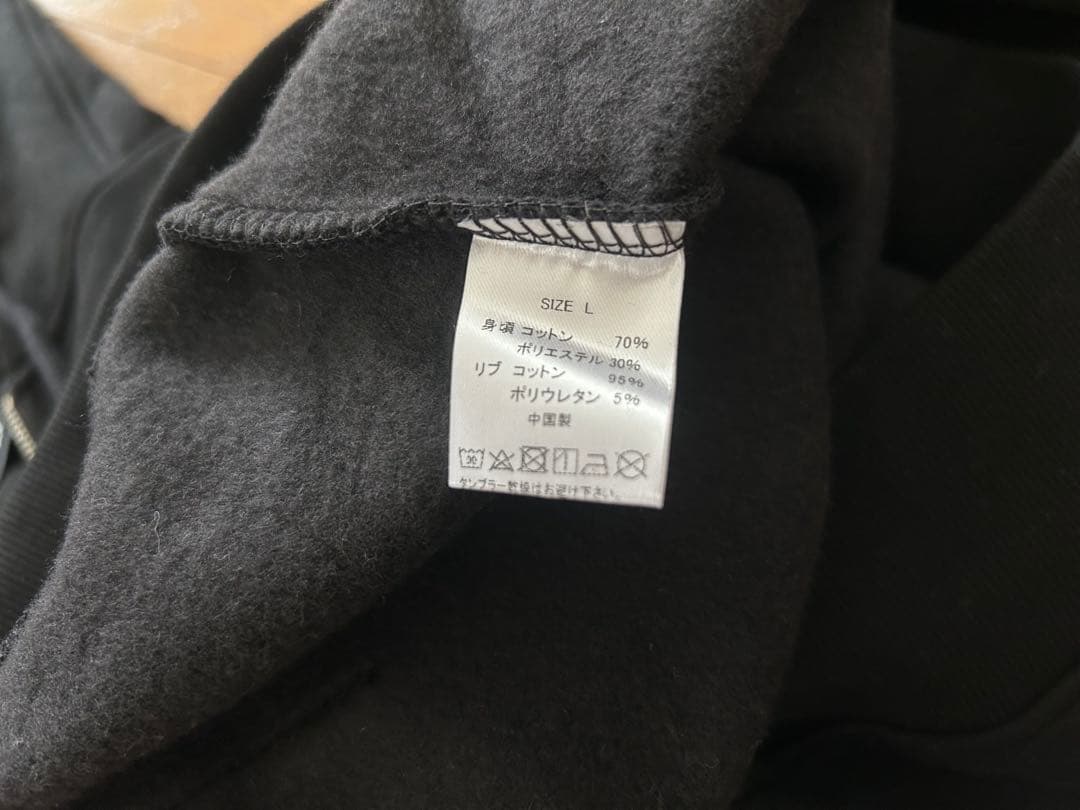 SIZE L
身頃 コットン 70%
ポリエステル 30%
リブ コットン 95%
ポリウレタン 5%
中国製
タンブラー乾燥はお避け下さい。